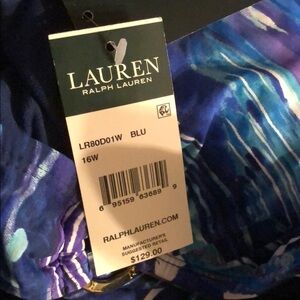 LAUREN
RALPH LAUREN
LR80D01W BLU
16W
6 95159 63689 9
RALPHLAUREN.COM
MANUFACTURER'S
SUGGESTED RETAIL
$129.00